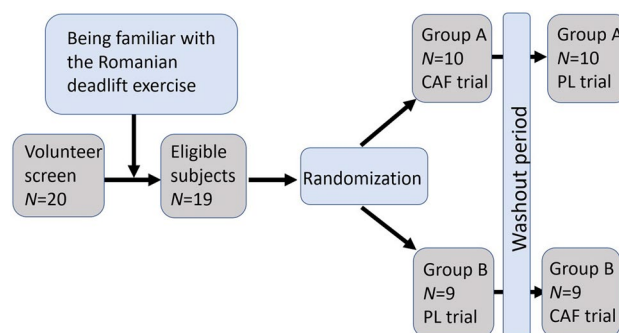 Being familiar with
the Romanian
deadlift exercise
Volunteer
screen
N=20
Eligible
subjects
N=19
Randomization
Group A
N=10
CAF trial
Washout period
Group A
N=10
PL trial
Group B
N=9
PL trial
Group B
N=9
CAF trial